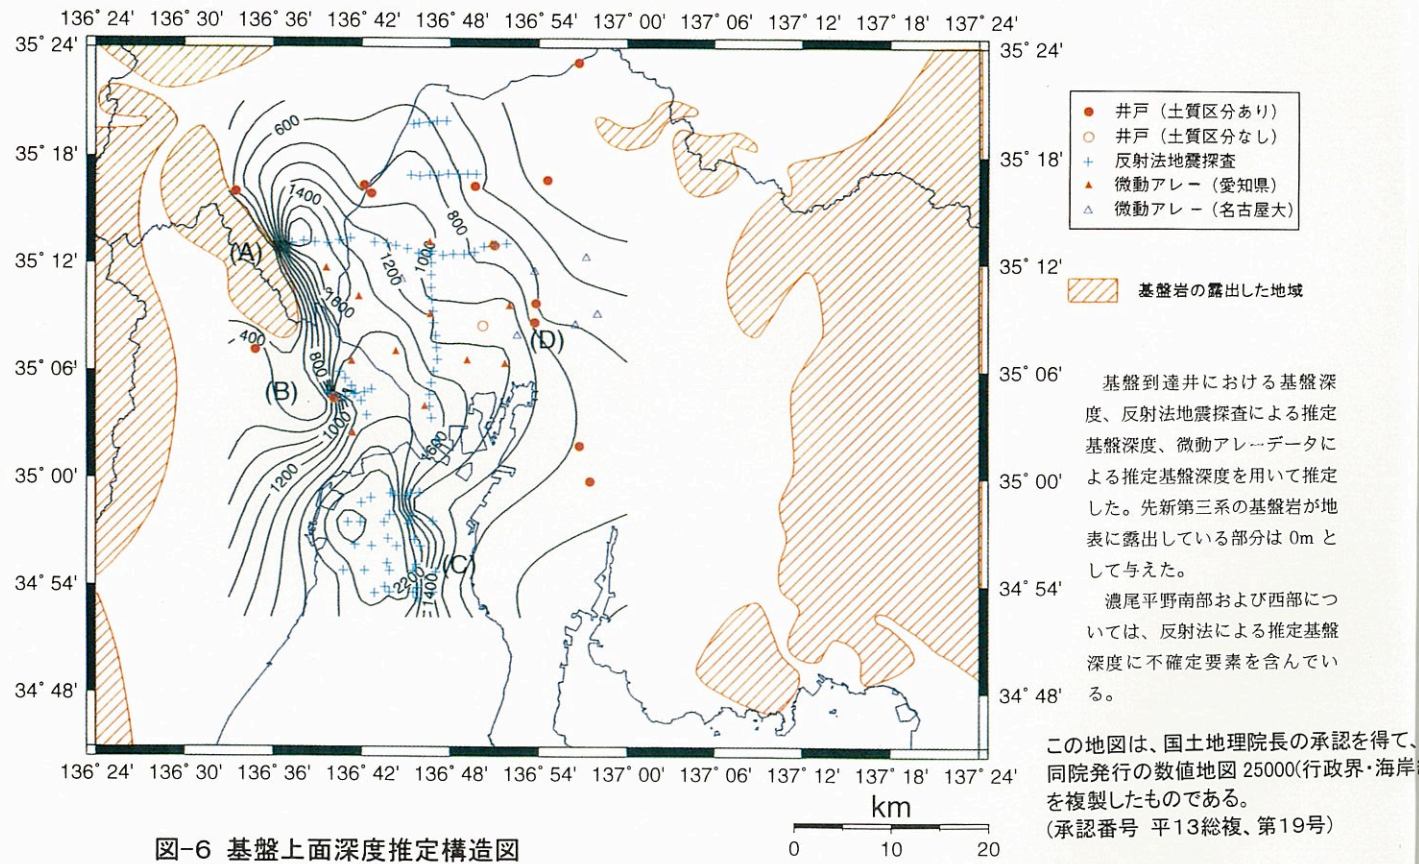 136° 24' 136° 30' 136° 36' 136° 42' 136° 48' 136° 54' 137° 00' 137° 06' 137° 12' 137° 18' 137° 24'
35° 24'
35° 24'
35° 18'
35° 18'
35° 12'
35° 12'
35° 06'
35° 06'
35° 00'
35° 00'
34° 54'
34° 54'
34° 48'
34° 48'
600
1400
800
1000
1200
(A)
1800
400
800
(D)
(B)
1000
1600
1200
(C)
2200
1400
136° 24' 136° 30' 136° 36' 136° 42' 136° 48' 136° 54' 137° 00' 137° 06' 137° 12' 137° 18' 137° 24'
井戸（土質区分あり）
井戸（土質区分なし）
反射法地震探査
微動アレー（愛知県）
微動アレー（名古屋大）
基盤岩の露出した地域
基盤到達井における基盤深
度、反射法地震探査による推定
基盤深度、微動アレーデータに
よる推定基盤深度を用いて推定
した。先新第三系の基盤岩が地
表に露出している部分は 0m と
して与えた。
濃尾平野南部および西部につ
いては、反射法による推定基盤
深度に不確定要素を含んでい
る。
この地図は、国土地理院長の承認を得て、
同院発行の数値地図 25000(行政界・海岸
を複製したものである。
(承認番号 平13総複、第19号)
km
0 10 20
図-6 基盤上面深度推定構造図